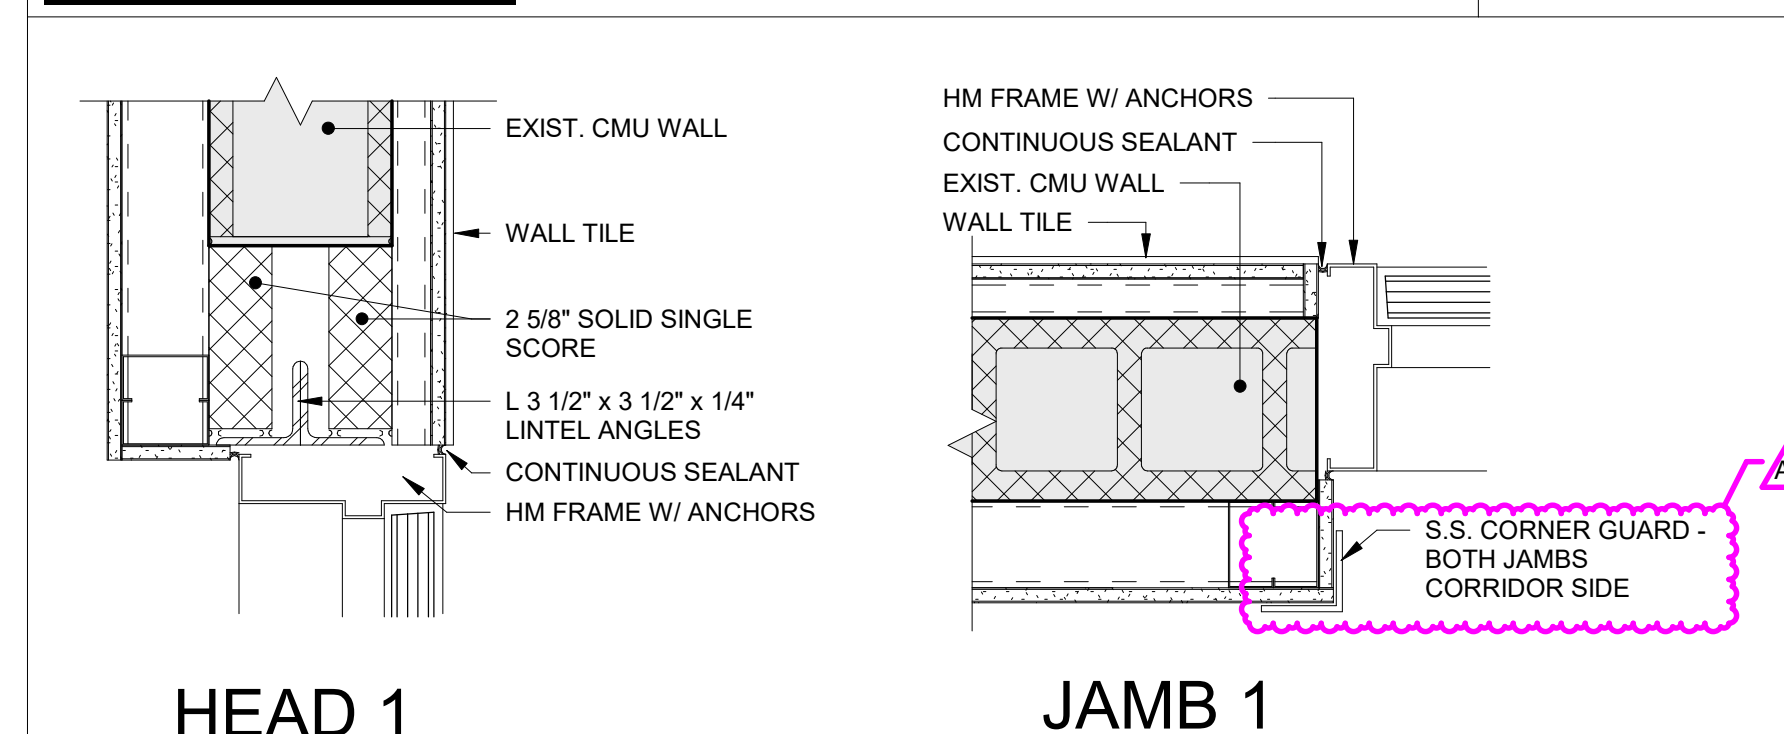 EXIST. CMU WALL
WALL TILE
2 5/8" SOLID SINGLE
SCORE
L 3 1/2" x 3 1/2" x 1/4"
LINTEL ANGLES
CONTINUOUS SEALANT
HM FRAME W/ ANCHORS
HEAD 1
HM FRAME W/ ANCHORS
CONTINUOUS SEALANT
EXIST. CMU WALL
WALL TILE
S.S. CORNER GUARD -
BOTH JAMBS
CORRIDOR SIDE
JAMB 1